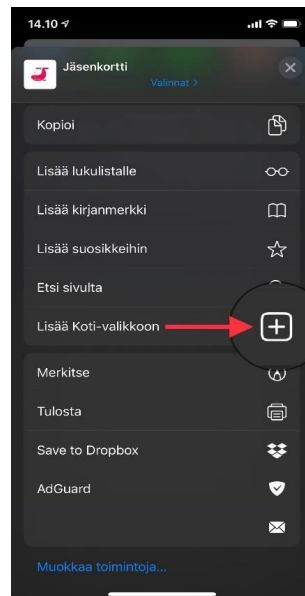 14.10
Jäsenkortti
Valinnat >
Kopioi
Lisää lukulistalle
Lisää kirjanmerkki
Lisää suosikkeihin
Etsi sivulta
Lisää Koti-valikkoon
Merkitse
Tulosta
Save to Dropbox
AdGuard
Muokkaa toimintoja...